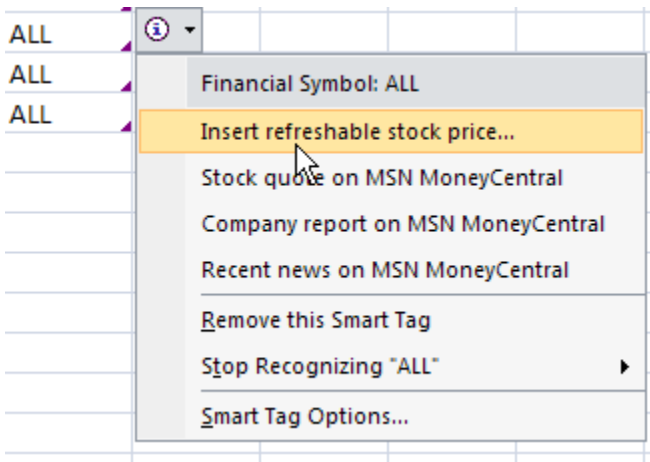 ALL
ALL
ALL
Financial Symbol: ALL
Insert refreshable stock price...
Stock quote on MSN MoneyCentral
Company report on MSN MoneyCentral
Recent news on MSN MoneyCentral
Remove this Smart Tag
Stop Recognizing "ALL"
Smart Tag Options...